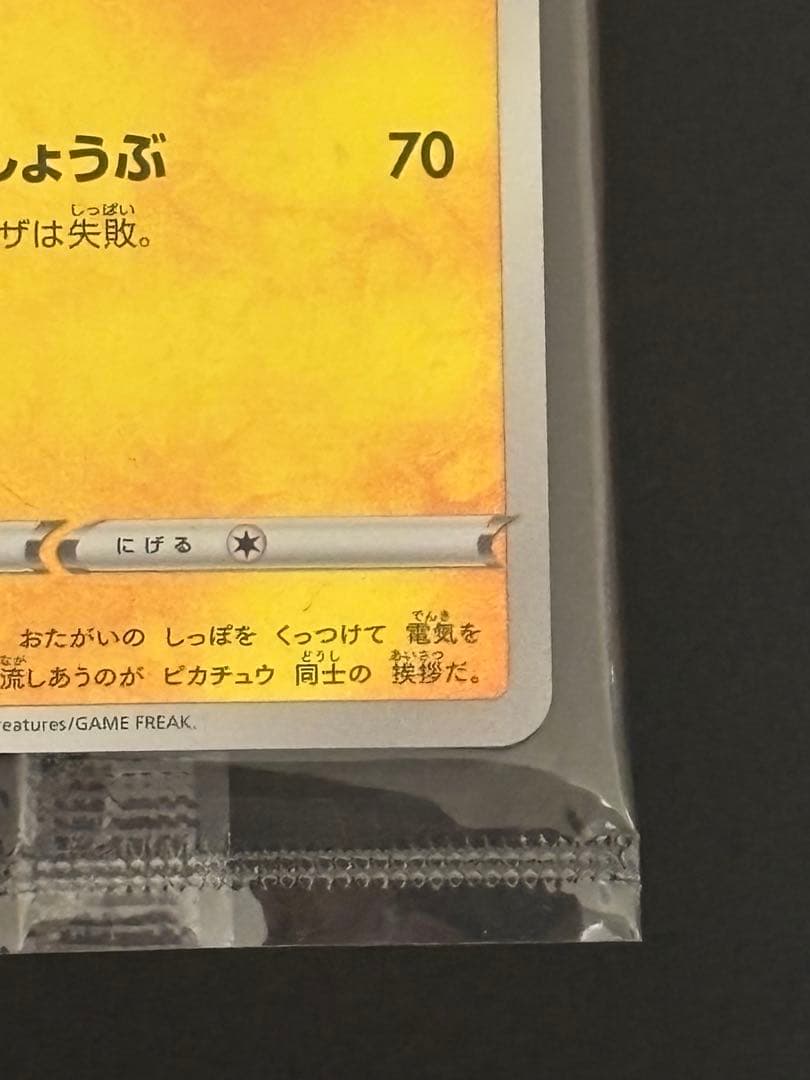 しょうぶ 70
ザは失敗。
にげる
おたがいの しっぽを くっつけて 電気を
流しあうのが ピカチュウ 同士の 挨拶だ。
eatures/GAME FREAK.